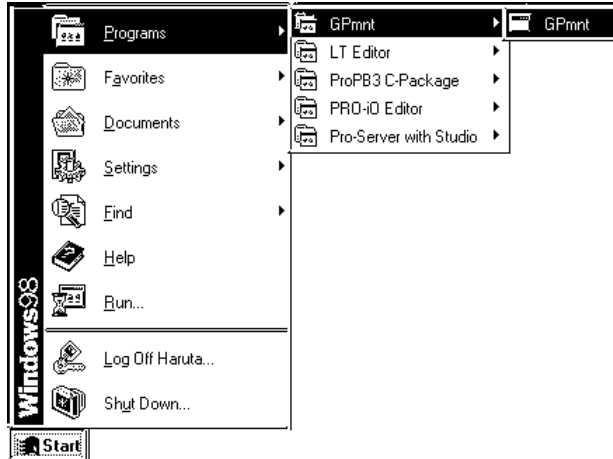 Programs
Favorites
Documents
Settings
Find
Help
Run...
Log Off Haruta...
Shut Down...
Windows98
Start
GPmnt
LT Editor
ProPB3 C-Package
PRO-iO Editor
Pro-Server with Studio
GPmnt